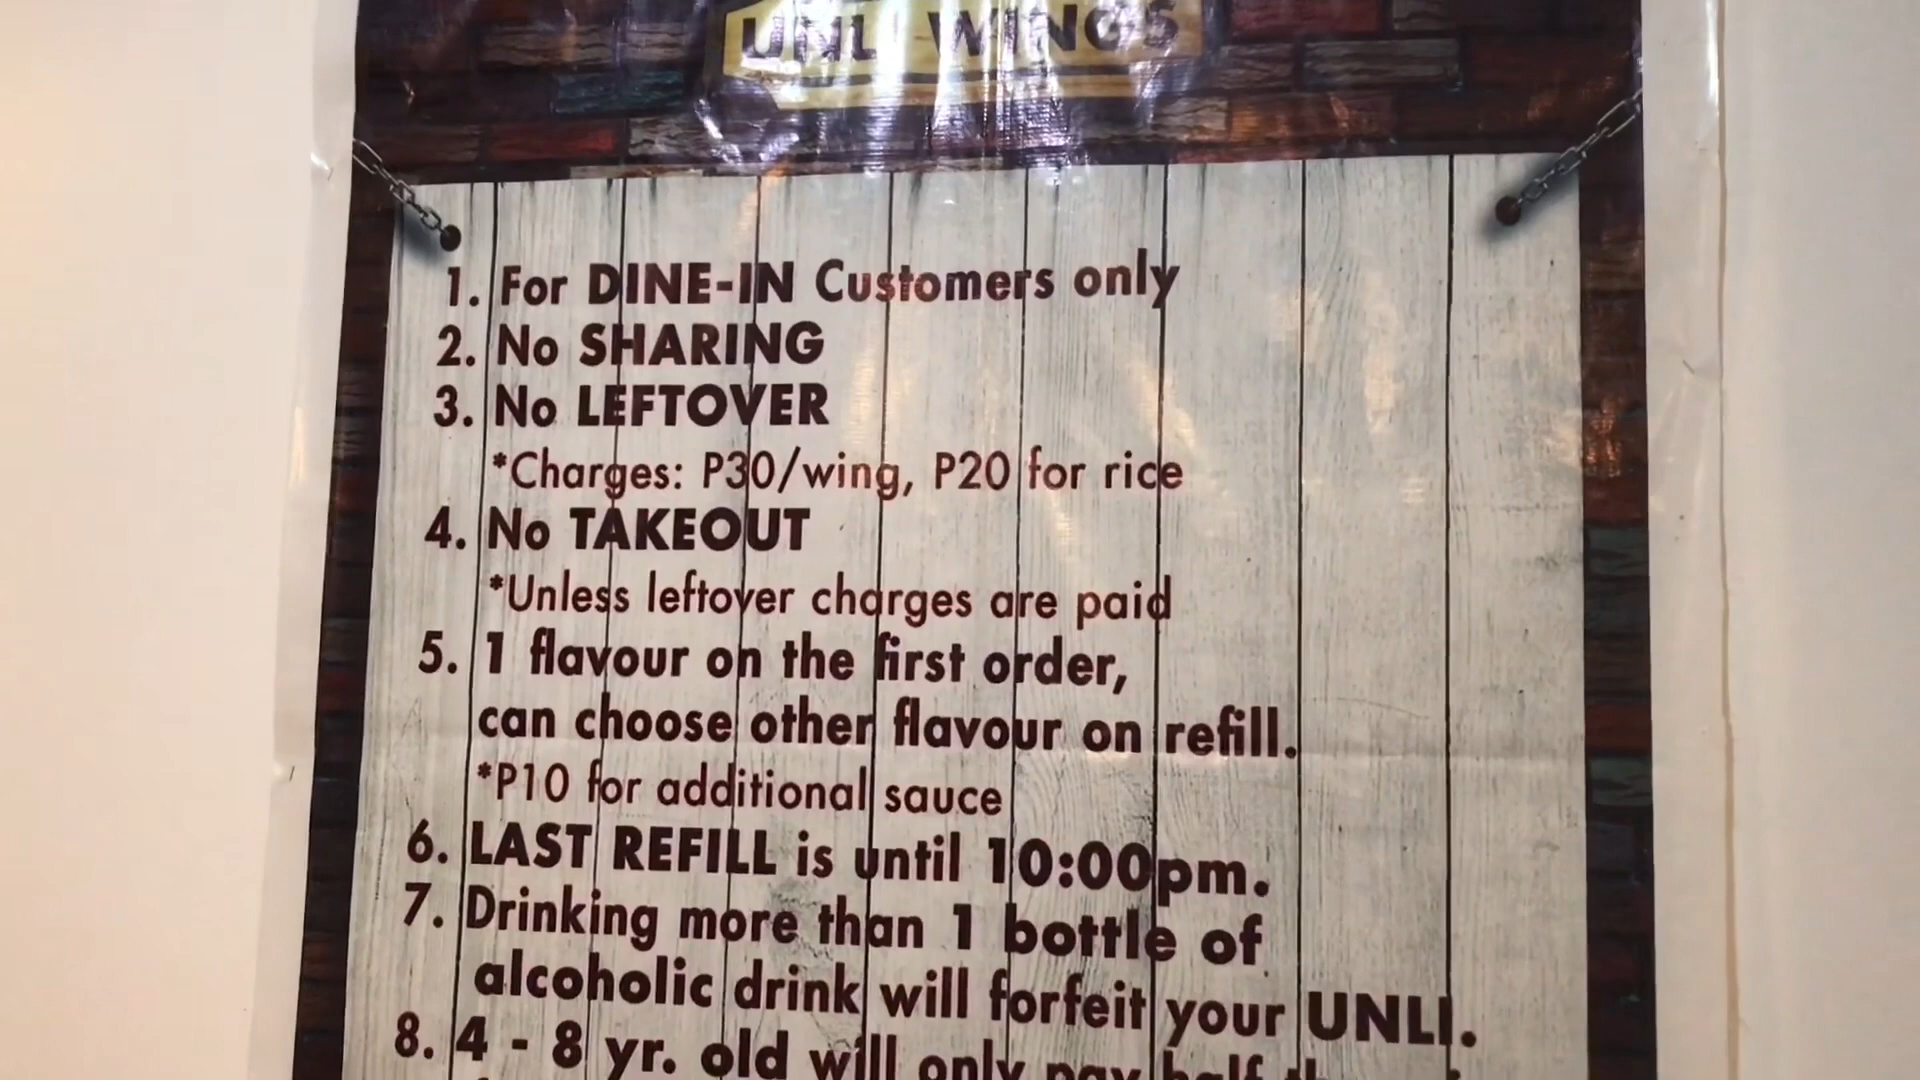 UNLI WINGS
1. For DINE-IN Customers only
2. No SHARING
3. No LEFTOVER
*Charges: P30/wing, P20 for rice
4. No TAKEOUT
*Unless leftover charges are paid
5. 1 flavour on the first order,
can choose other flavour on refill.
*P10 for additional sauce
6. LAST REFILL is until 10:00pm.
7. Drinking more than 1 bottle of
alcoholic drink will forfeit your UNLI.
8. 4 - 8 yr. old will only pay half